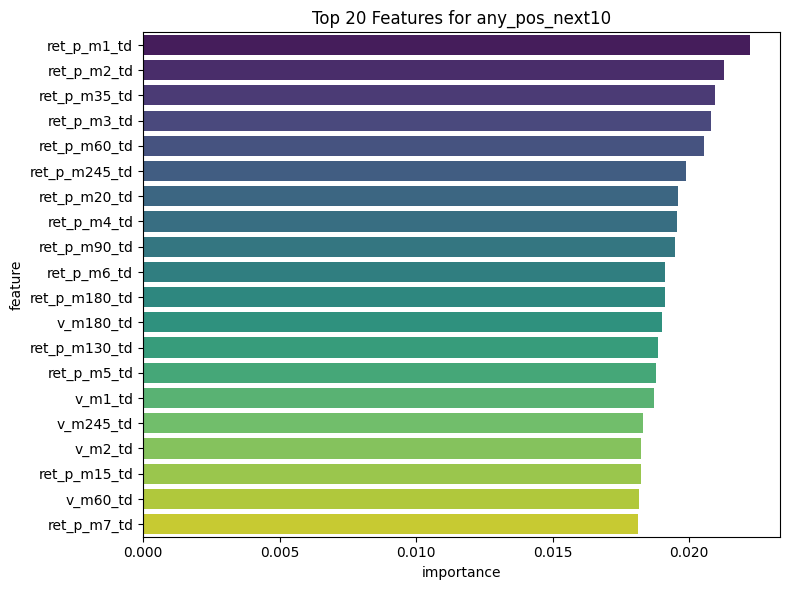 Top 20 Features for any_pos_next10
ret_p_m1_td
ret_p_m2_td
ret_p_m35_td
ret_p_m3_td
ret_p_m60_td
ret_p_m245_td
ret_p_m20_td
ret_p_m4_td
ret_p_m90_td
ret_p_m6_td
ret_p_m180_td
v_m180_td
ret_p_m130_td
ret_p_m5_td
v_m1_td
v_m245_td
v_m2_td
ret_p_m15_td
v_m60_td
ret_p_m7_td
feature
0.000 0.005 0.010 0.015 0.020
importance